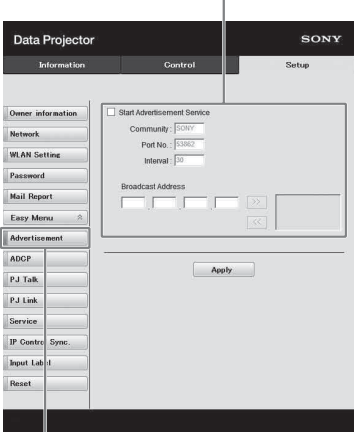 Data Projector
SONY
Information
Control
Setup
Owner information
Network
WLAN Setting
Password
Mail Report
Easy Menu
Advertisement
ADCP
PJ Talk
PJ Link
Service
IP Control Sync.
Input Label
Reset
Start Advertisement Service
Community : SONY
Port No. : 53862
Interval : 30
Broadcast Address
. . .
>>
<<
Apply